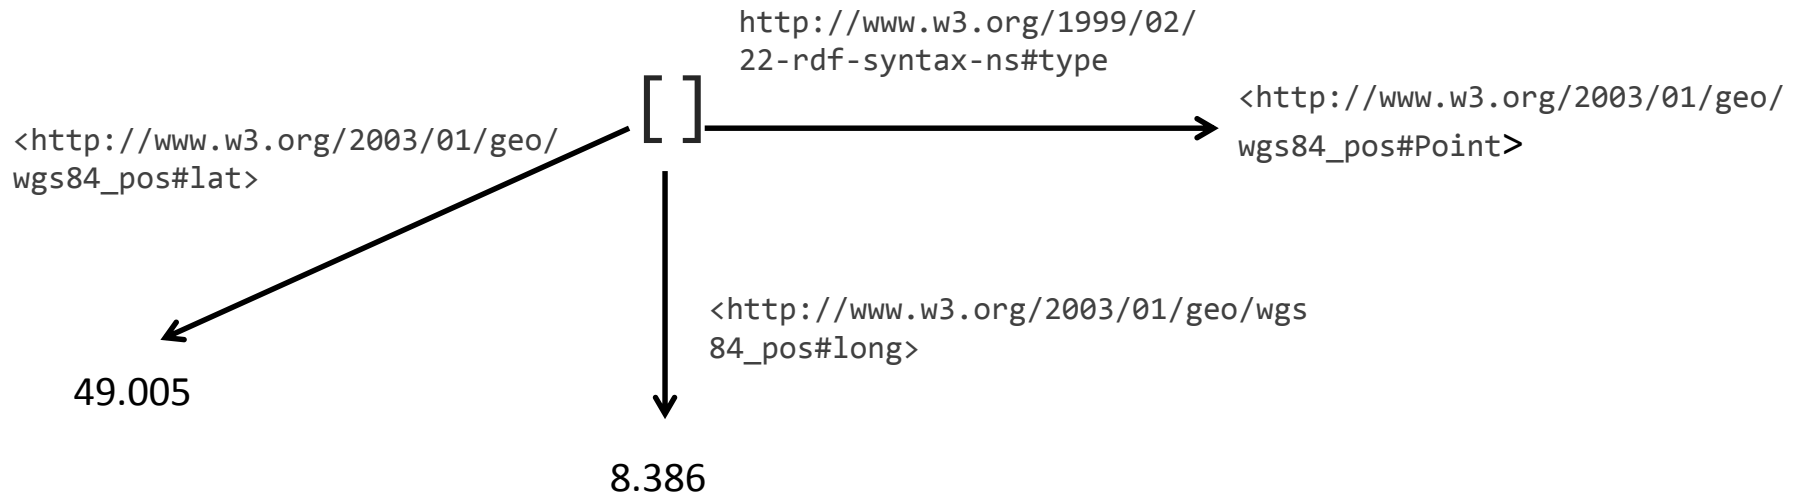 http://www.w3.org/1999/02/
22-rdf-syntax-ns#type
[ ]
<http://www.w3.org/2003/01/geo/
wgs84_pos#Point>
<http://www.w3.org/2003/01/geo/
wgs84_pos#lat>
<http://www.w3.org/2003/01/geo/wgs
84_pos#long>
49.005
8.386